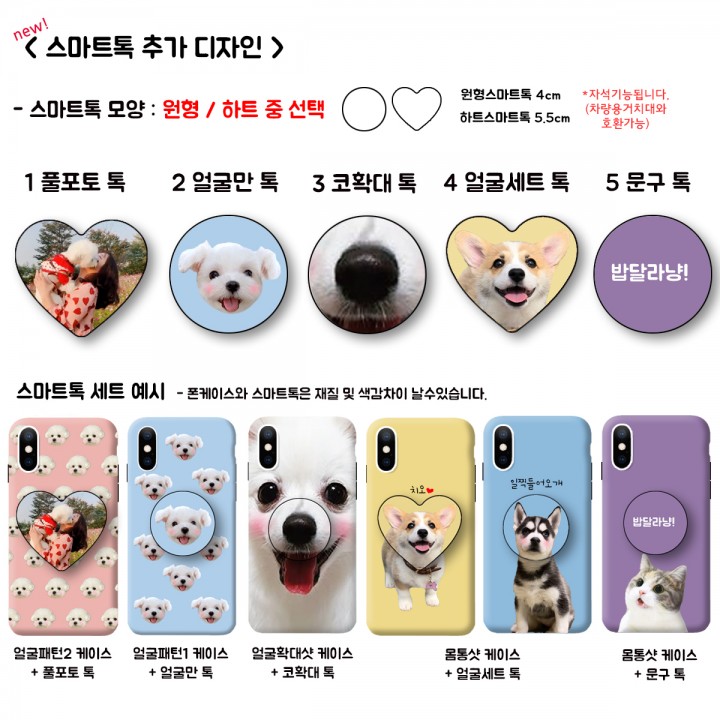 new!
< 스마트톡 추가 디자인 >
- 스마트톡 모양 : 원형 / 하트 중 선택
원형스마트톡 4cm
하트스마트톡 5.5cm
*자석기능됩니다.
(차량용거치대와
호환가능)
1 풀포토 톡
2 얼굴만 톡
3 코확대 톡
4 얼굴세트 톡
5 문구 톡
밥달라냥!
스마트톡 세트 예시 - 폰케이스와 스마트톡은 재질 및 색감차이 날수있습니다.
치오♥
일찍들어오개
밥달라냥!
얼굴패턴2 케이스
+ 풀포토 톡
얼굴패턴1 케이스
+ 얼굴만 톡
얼굴확대샷 케이스
+ 코확대 톡
몸통샷 케이스
+ 얼굴세트 톡
몸통샷 케이스
+ 문구 톡